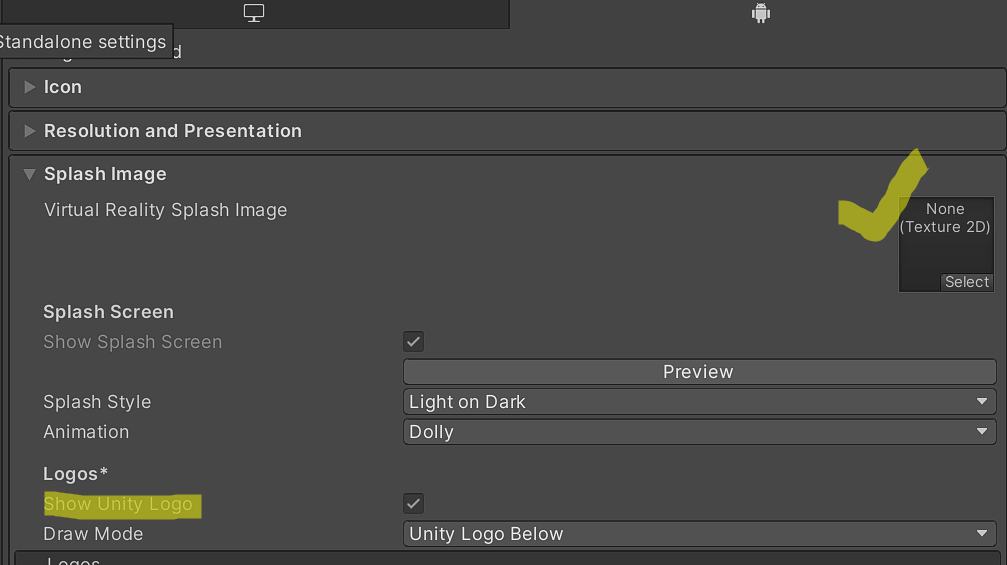 Standalone settings
Icon
Resolution and Presentation
Splash Image
Virtual Reality Splash Image
None
(Texture 2D)
Select
Splash Screen
Show Splash Screen
Preview
Splash Style
Light on Dark
Animation
Dolly
Logos*
Show Unity Logo
Draw Mode
Unity Logo Below
Logos